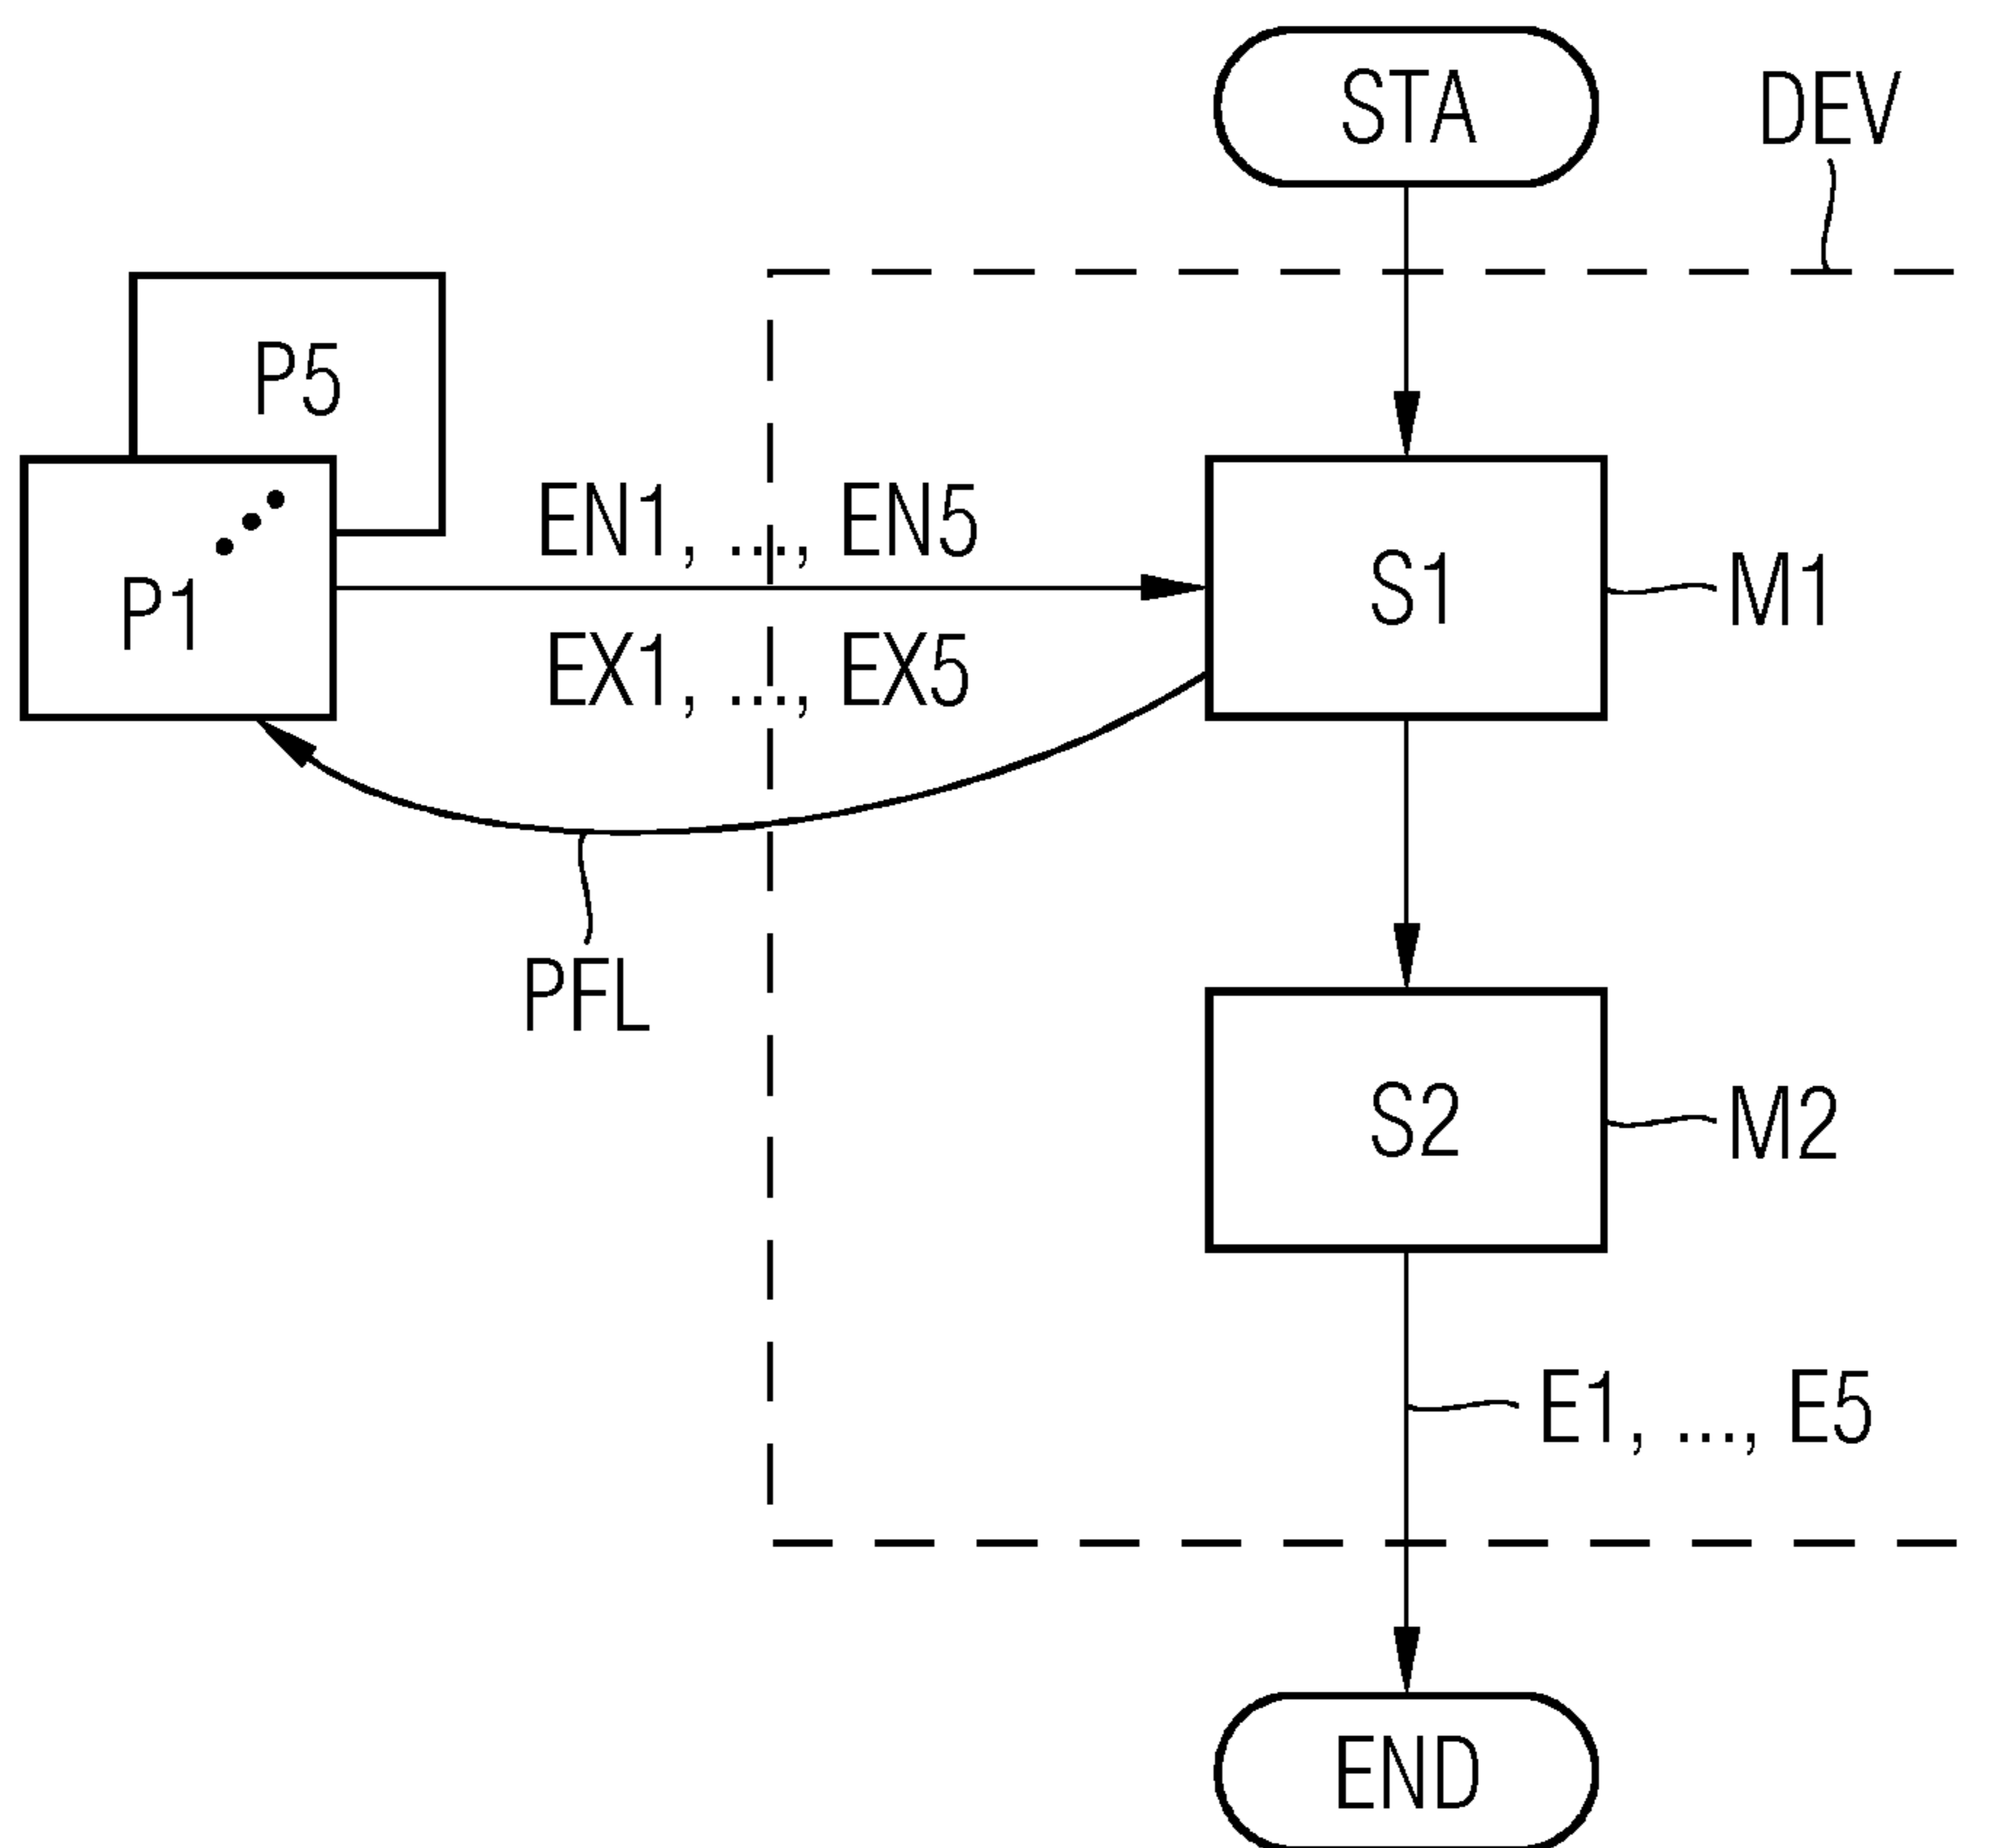 STA
DEV
P5
P1
EN1, ..., EN5
EX1, ..., EX5
S1
M1
PFL
S2
M2
E1, ..., E5
END